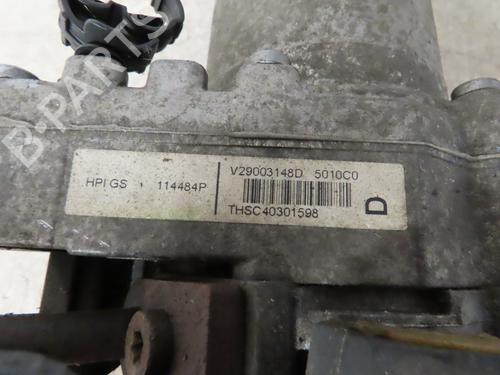 B-PARTS
V29003148D 5010C0
HPI GS 114484P
THSC40301598
D